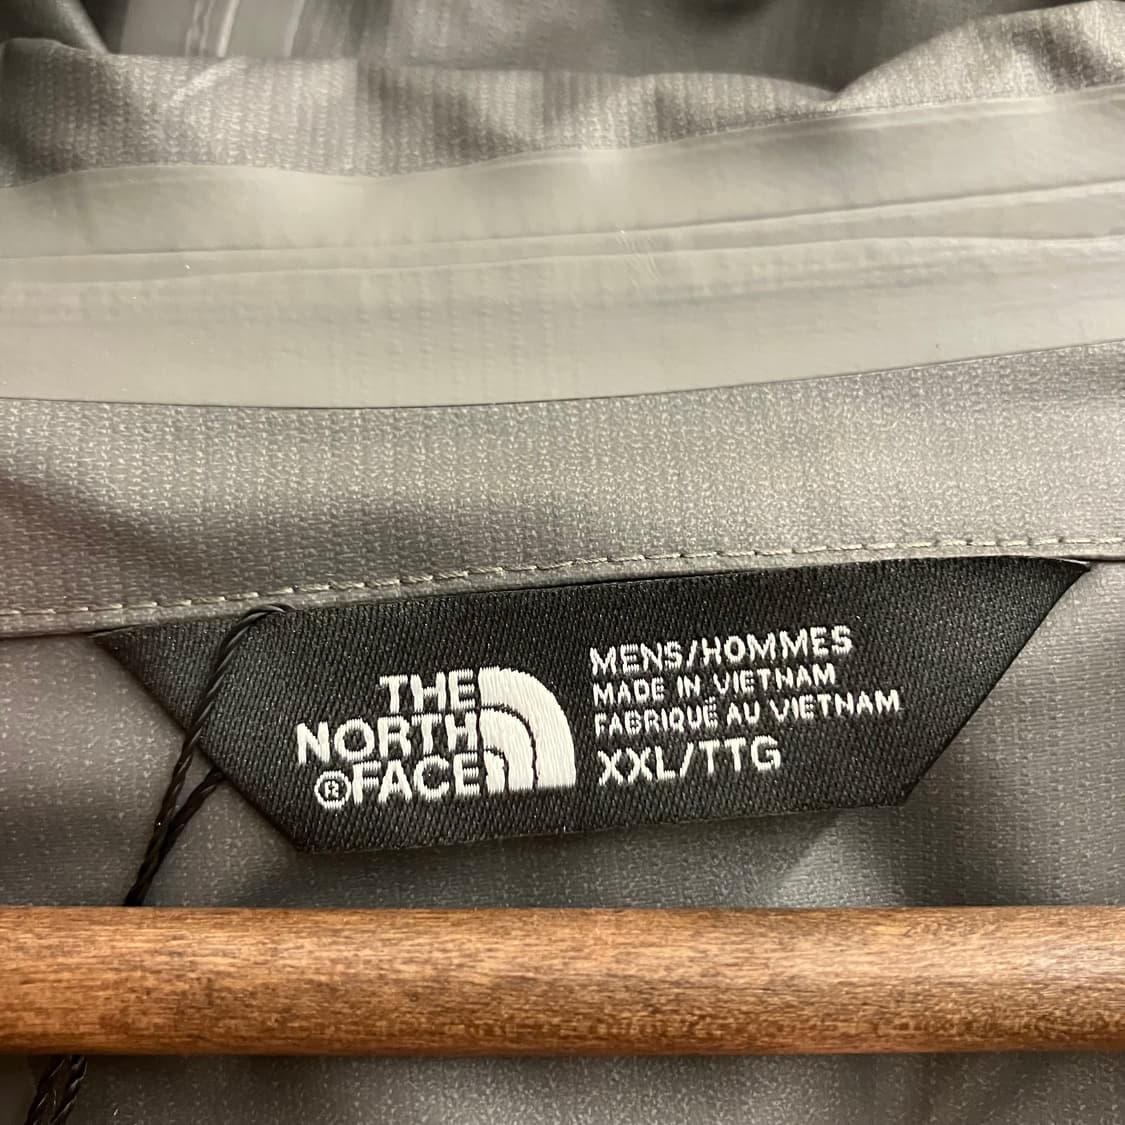 THE
NORTH
®FACE
MENS/HOMMES
MADE IN VIETNAM
FABRIQUÉ AU VIETNAM
XXL/TTG